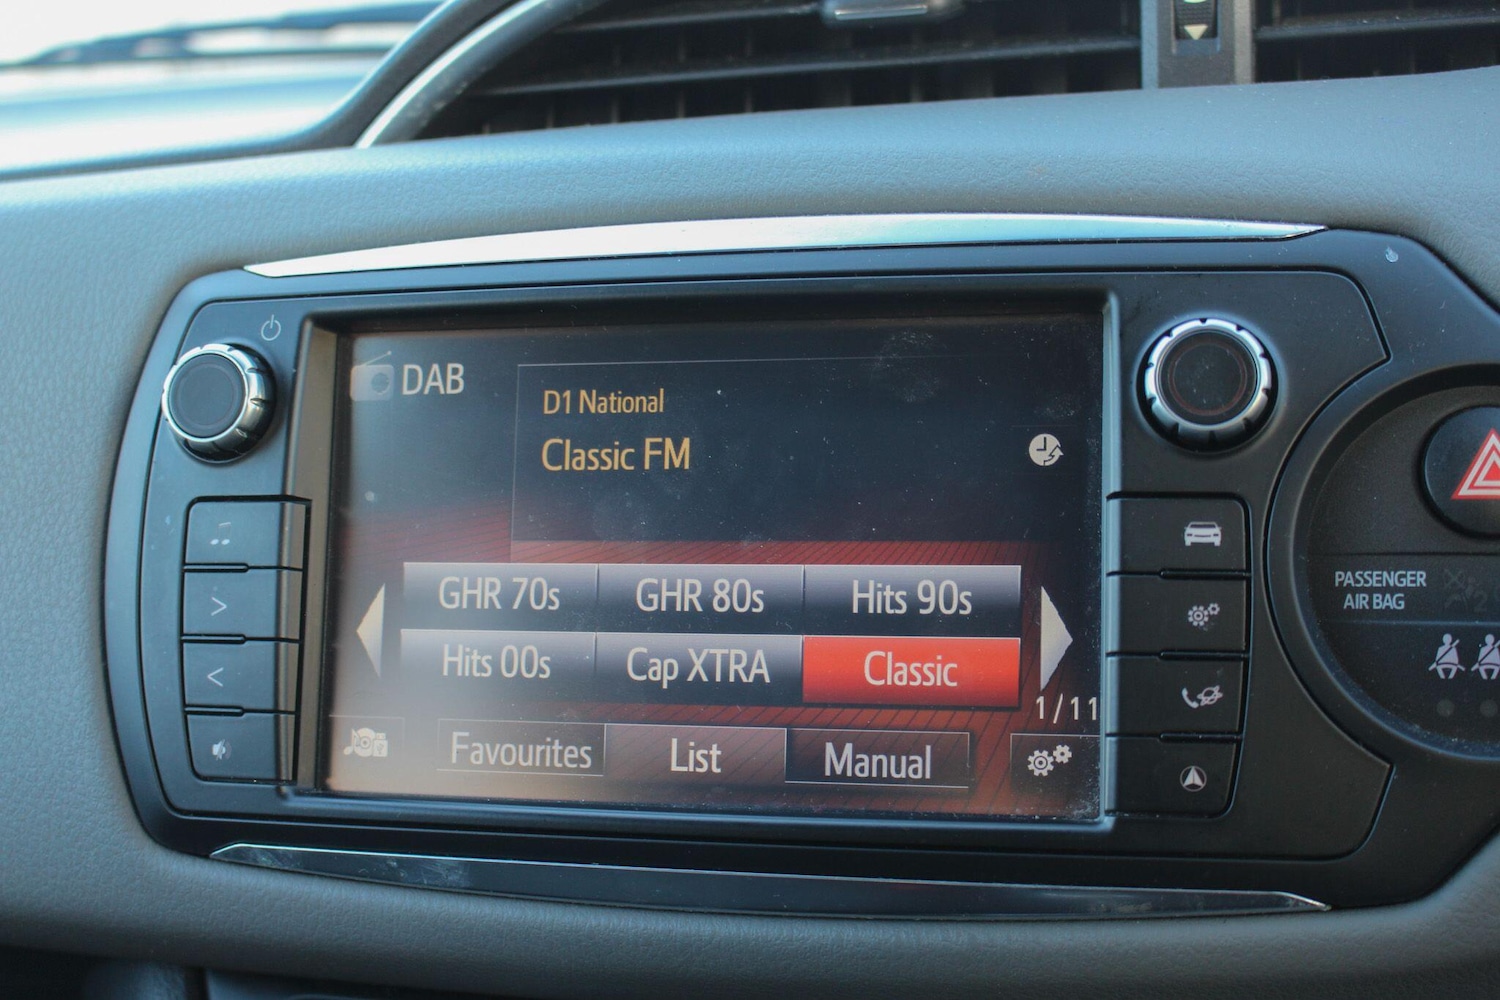 DAB
D1 National
Classic FM
GHR 70s
GHR 80s
Hits 90s
Hits 00s
Cap XTRA
Classic
1/11
Favourites
List
Manual
PASSENGER
AIR BAG